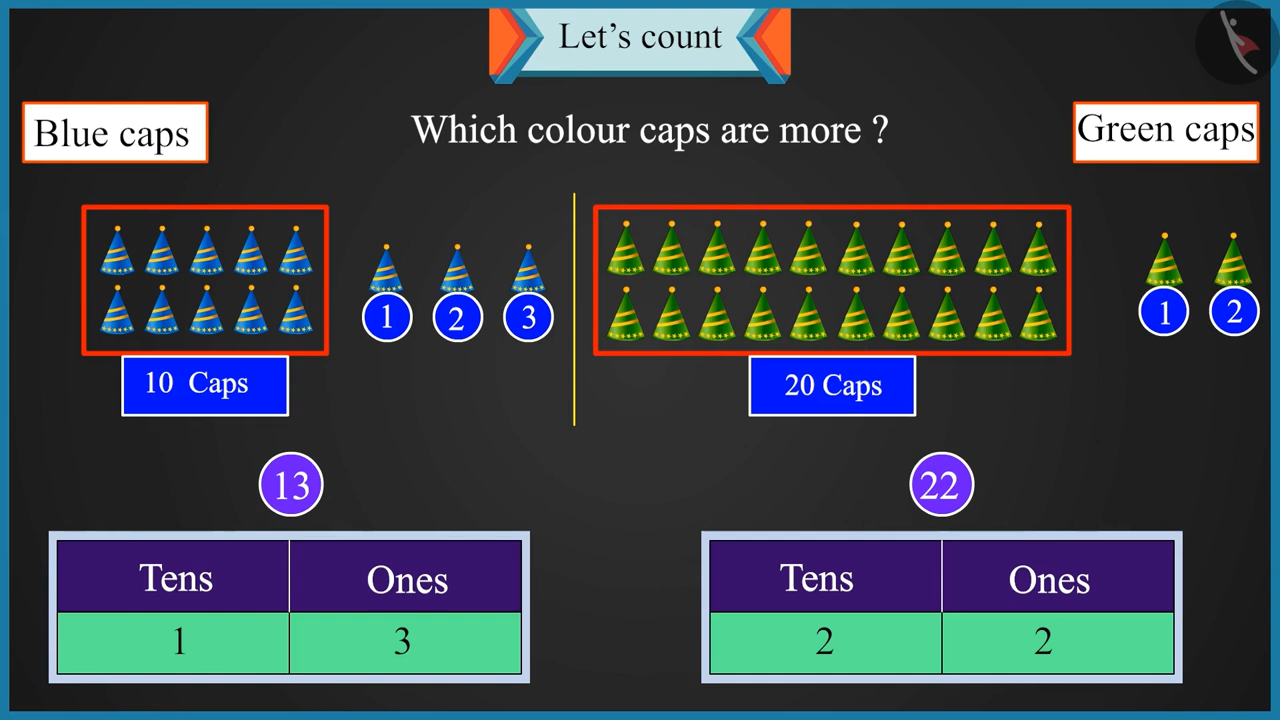 Let's count
Blue caps
Which colour caps are more ?
Green caps
1 2 3
1 2
10 Caps
20 Caps
13
22
Tens Ones
1 3
Tens Ones
2 2